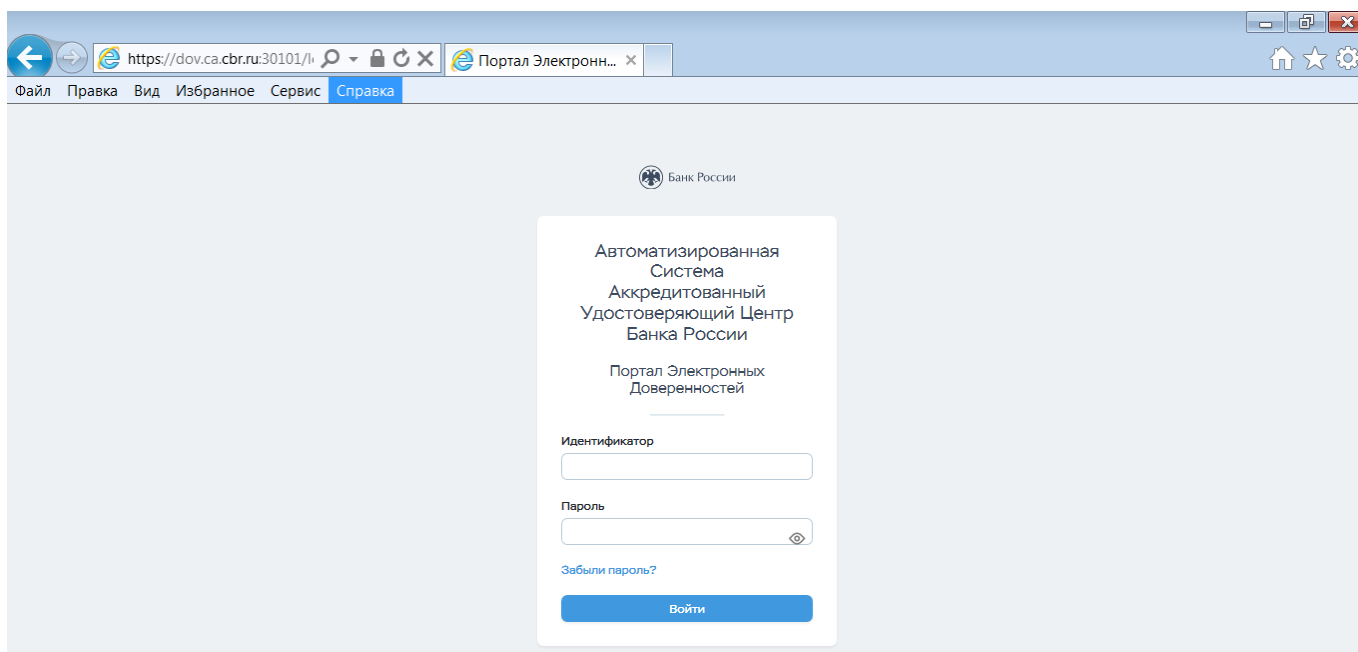 https://dov.ca.cbr.ru:30101/l
Портал Электронн...
Файл Правка Вид Избранное Сервис Справка
Банк России
Автоматизированная
Система
Аккредитованный
Удостоверяющий Центр
Банка России
Портал Электронных
Доверенностей
Идентификатор
Пароль
Забыли пароль?
Войти